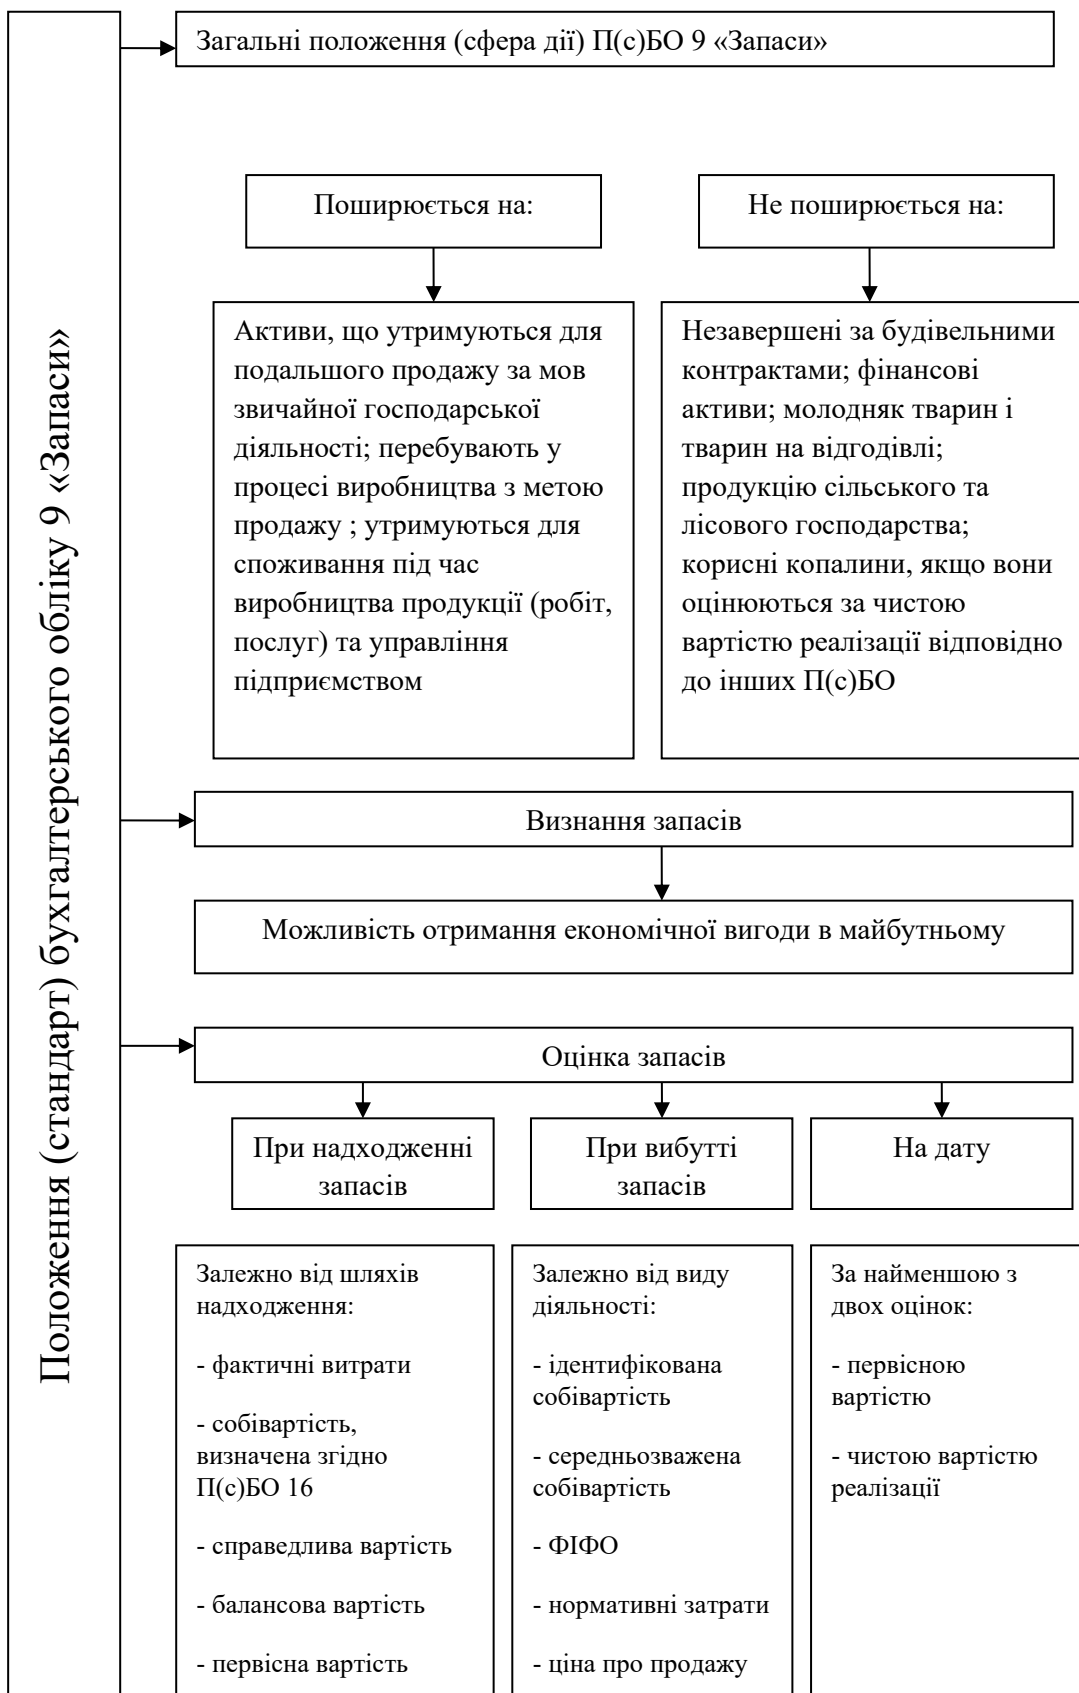 Положення (стандарт) бухгалтерського обліку 9 «Запаси»
Загальні положення (сфера дії) П(с)БО 9 «Запаси»
Поширюється на:
Не поширюється на:
Активи, що утримуються для
подальшого продажу за мов
звичайної господарської
діяльності; перебувають у
процесі виробництва з метою
продажу ; утримуються для
споживання під час
виробництва продукції (робіт,
послуг) та управління
підприємством
Незавершені за будівельними
контрактами; фінансові
активи; молодняк тварин і
тварин на відгодівлі;
продукцію сільського та
лісового господарства;
корисні копалини, якщо вони
оцінюються за чистою
вартістю реалізації відповідно
до інших П(с)БО
Визнання запасів
Можливість отримання економічної вигоди в майбутньому
Оцінка запасів
При надходженні
запасів
При вибутті
запасів
На дату
Залежно від шляхів
надходження:
- фактичні витрати
- собівартість,
визначена згідно
П(с)БО 16
- справедлива вартість
- балансова вартість
- первісна вартість
Залежно від виду
діяльності:
- ідентифікована
собівартість
- середньозважена
собівартість
- ФІФО
- нормативні затрати
- ціна про продажу
За найменшою з
двох оцінок:
- первісною
вартістю
- чистою вартістю
реалізації